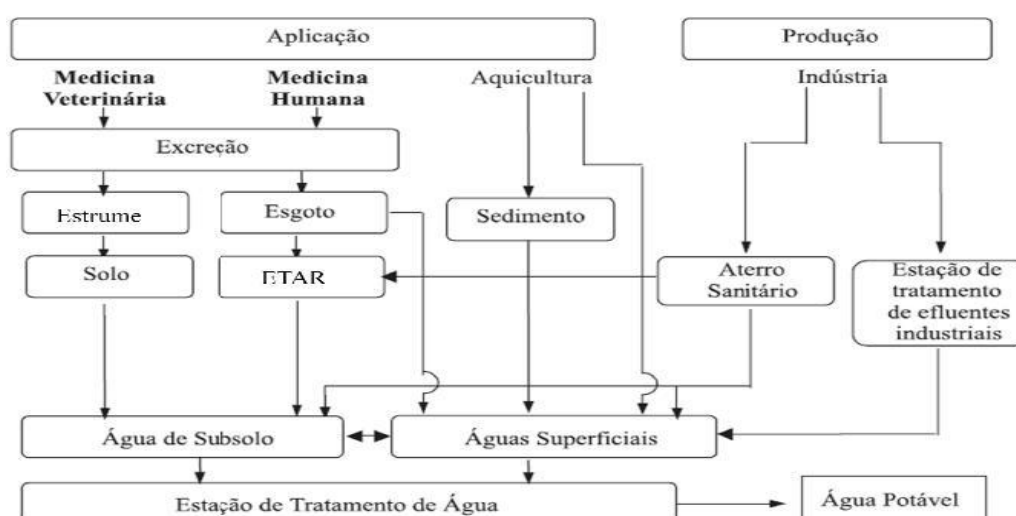 Aplicação
Produção
Medicina
Veterinária
Medicina
Humana
Aquicultura
Indústria
Excreção
Estrume
Esgoto
Sedimento
Solo
ETAR
Aterro
Sanitário
Estação de
tratamento
de efluentes
industriais
Água de Subsolo
Águas Superficiais
Estação de Tratamento de Água
Água Potável